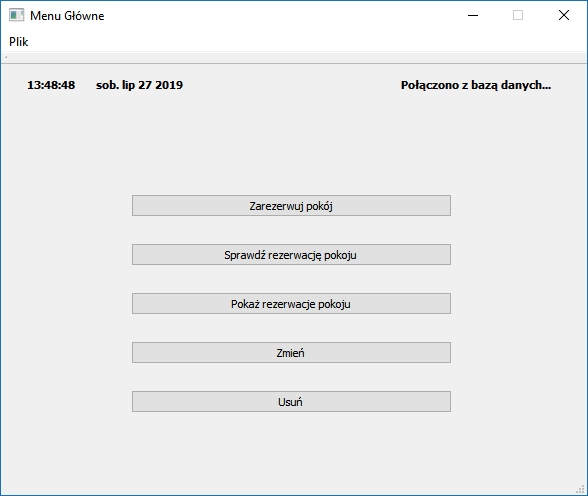 Menu Główne
Plik
13:48:48 sob. lip 27 2019 Połączono z bazą danych...
Zarezerwuj pokój
Sprawdź rezerwację pokoju
Pokaż rezerwacje pokoju
Zmień
Usuń